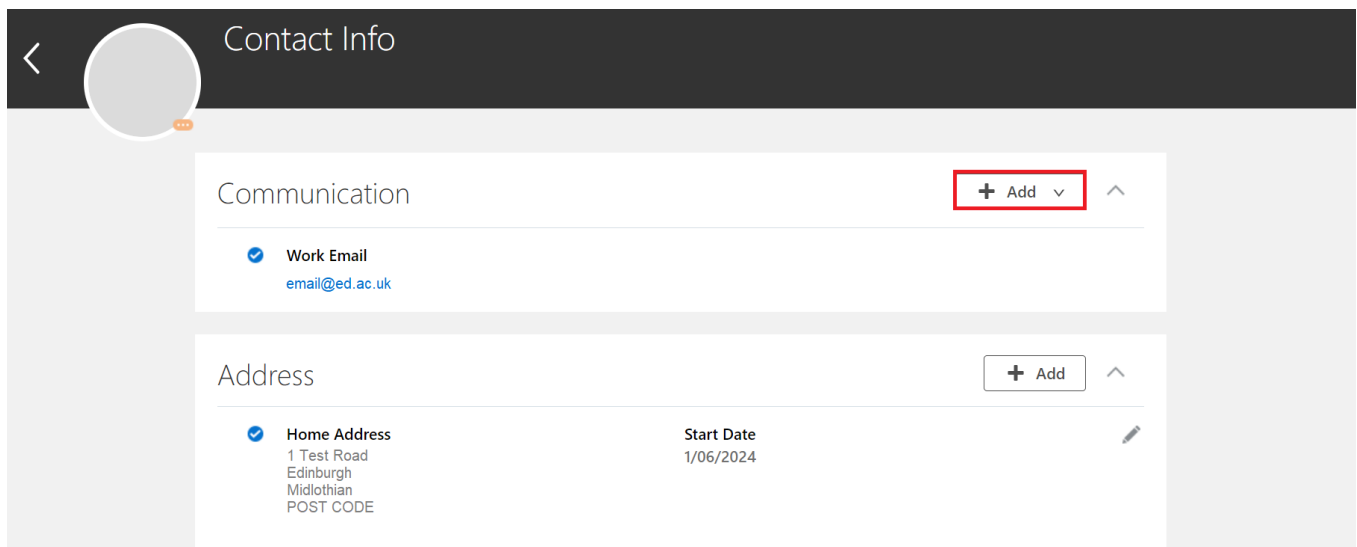 Contact Info
Communication
Add
Work Email
email@ed.ac.uk
Address
Add
Home Address
Start Date
1 Test Road
1/06/2024
Edinburgh
Midlothian
POST CODE